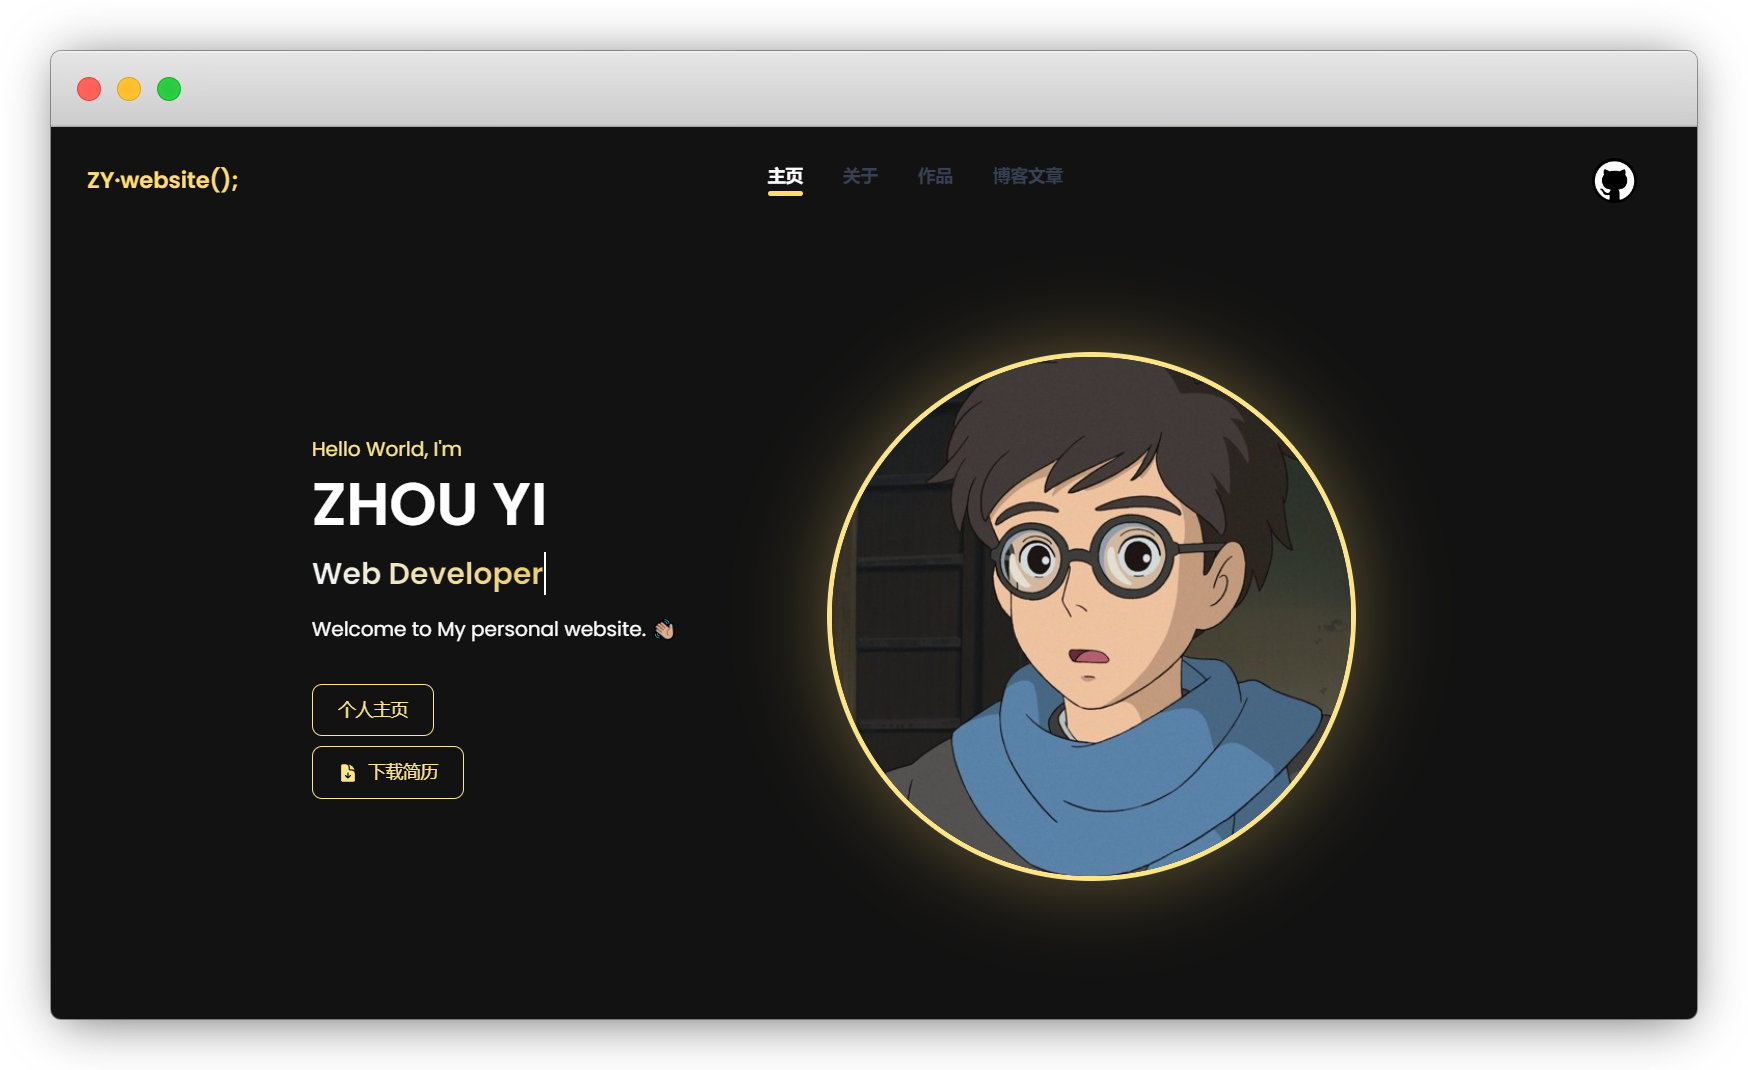 ZY·website();
主页 关于 作品 博客文章
Hello World, I'm
ZHOU YI
Web Developer
Welcome to My personal website. 👋🏽
个人主页
下载简历